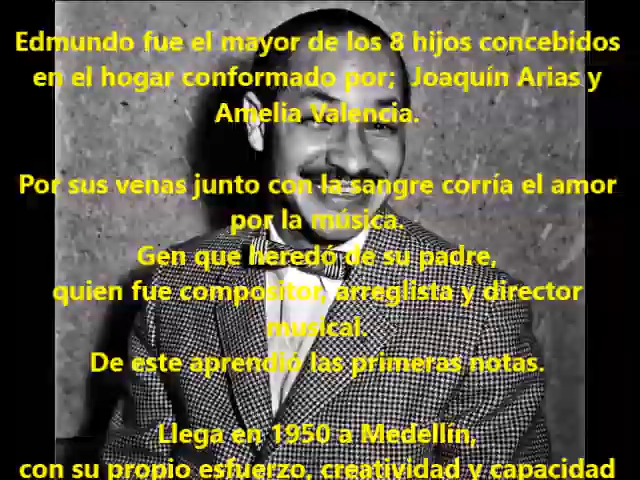 Edmundo fue el mayor de los 8 hijos concebidos
en el hogar conformado por;  Joaquín Arias y
Amelia Valencia.
Por sus venas junto con la sangre corría el amor
por la música.
Gen que heredó de su padre,
quien fue compositor, arreglista y director
musical.
De este aprendió las primeras notas.
Llega en 1950 a Medellín,
con su propio esfuerzo, creatividad y capacidad